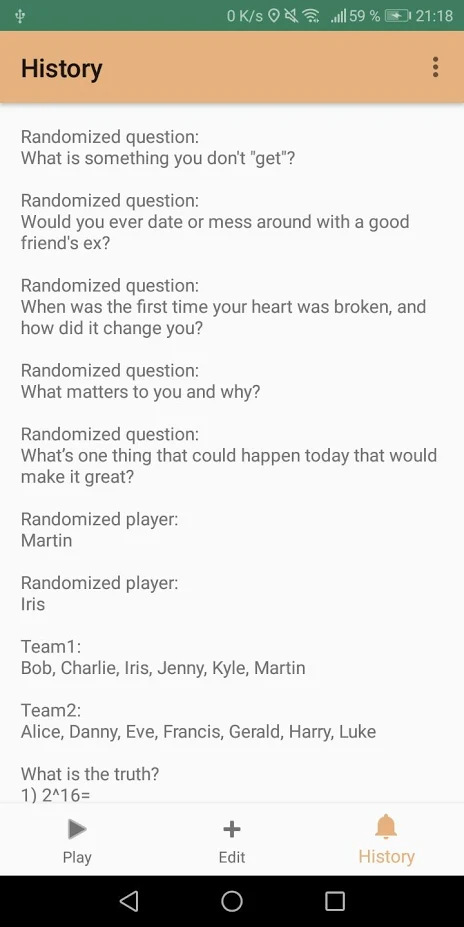 0 K/s 59 % 21:18
History
Randomized question:
What is something you don't "get"?
Randomized question:
Would you ever date or mess around with a good
friend's ex?
Randomized question:
When was the first time your heart was broken, and
how did it change you?
Randomized question:
What matters to you and why?
Randomized question:
What’s one thing that could happen today that would
make it great?
Randomized player:
Martin
Randomized player:
Iris
Team1:
Bob, Charlie, Iris, Jenny, Kyle, Martin
Team2:
Alice, Danny, Eve, Francis, Gerald, Harry, Luke
What is the truth?
1) 2^16=
Play
Edit
History